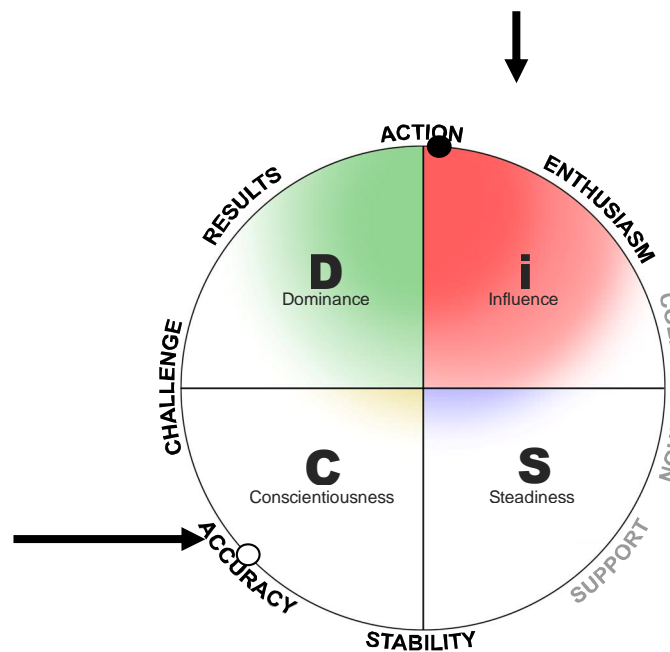 ACTION
RESULTS
ENTHUSIASM
D
Dominance
i
Influence
CHALLENGE
C
Conscientiousness
S
Steadiness
ACCURACY
SUPPORT
STABILITY